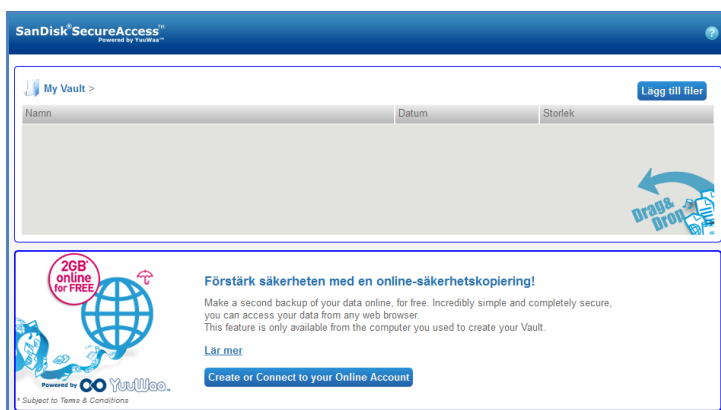 SanDisk®SecureAccess™
Powered by YuuWaa™
?
My Vault >
Lägg till filer
Namn Datum Storlek
Drag&
Drop
2GB*
online
for FREE
Förstärk säkerheten med en online-säkerhetskopiering!
Make a second backup of your data online, for free. Incredibly simple and completely secure,
you can access your data from any web browser.
This feature is only available from the computer you used to create your Vault.
Lär mer
Powered by YuuWaa™
Create or Connect to your Online Account
* Subject to Terms & Conditions